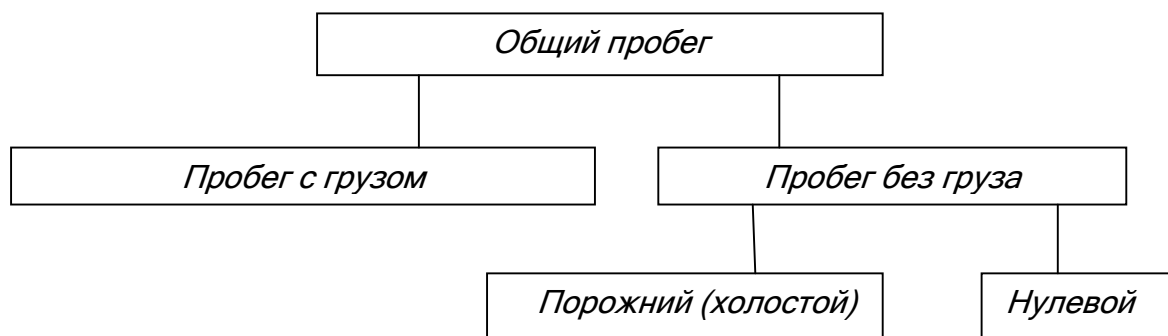 Общий пробег
Пробег с грузом
Пробег без груза
Порожний (холостой)
Нулевой